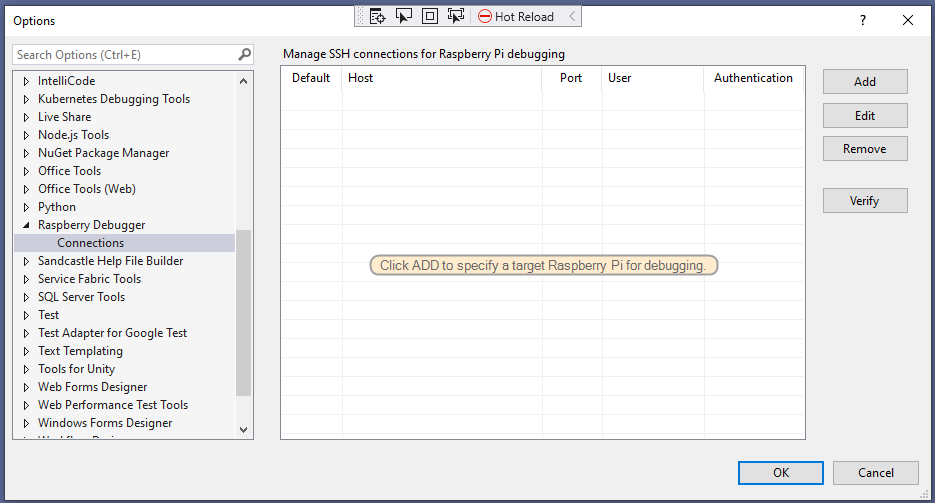 Options
Hot Reload
Search Options (Ctrl+E)
IntelliCode
Kubernetes Debugging Tools
Live Share
Node.js Tools
NuGet Package Manager
Office Tools
Office Tools (Web)
Python
Raspberry Debugger
Connections
Sandcastle Help File Builder
Service Fabric Tools
SQL Server Tools
Test
Test Adapter for Google Test
Text Templating
Tools for Unity
Web Forms Designer
Web Performance Test Tools
Windows Forms Designer
Manage SSH connections for Raspberry Pi debugging
Default Host Port User Authentication
Click ADD to specify a target Raspberry Pi for debugging.
Add
Edit
Remove
Verify
OK Cancel